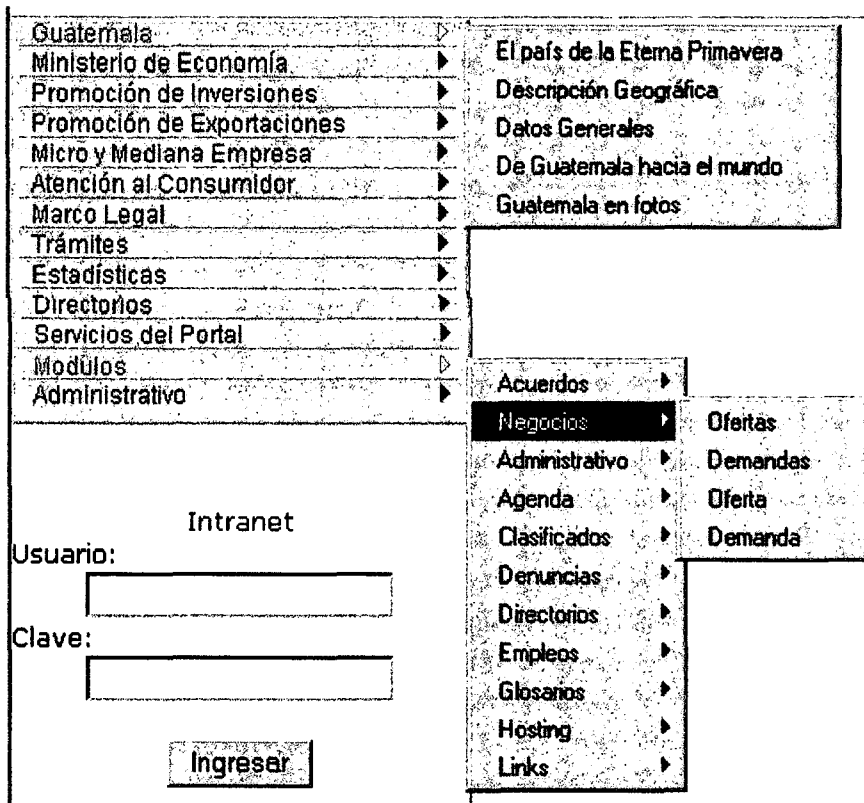 Guatemala
Ministerio de Economía
Promoción de Inversiones
Promoción de Exportaciones
Micro y Mediana Empresa
Atención al Consumidor
Marco Legal
Trámites
Estadísticas
Directorios
Servicios del Portal
Modulos
Administrativo
El país de la Eterna Primavera
Descripción Geográfica
Datos Generales
De Guatemala hacia el mundo
Guatemala en fotos
Acuerdos
Negocios
Administrativo
Agenda
Clasificados
Denuncias
Directorios
Empleos
Glosarios
Hosting
Links
Ofertas
Demandas
Oferta
Demanda
Intranet
Usuario:
Clave:
Ingresar